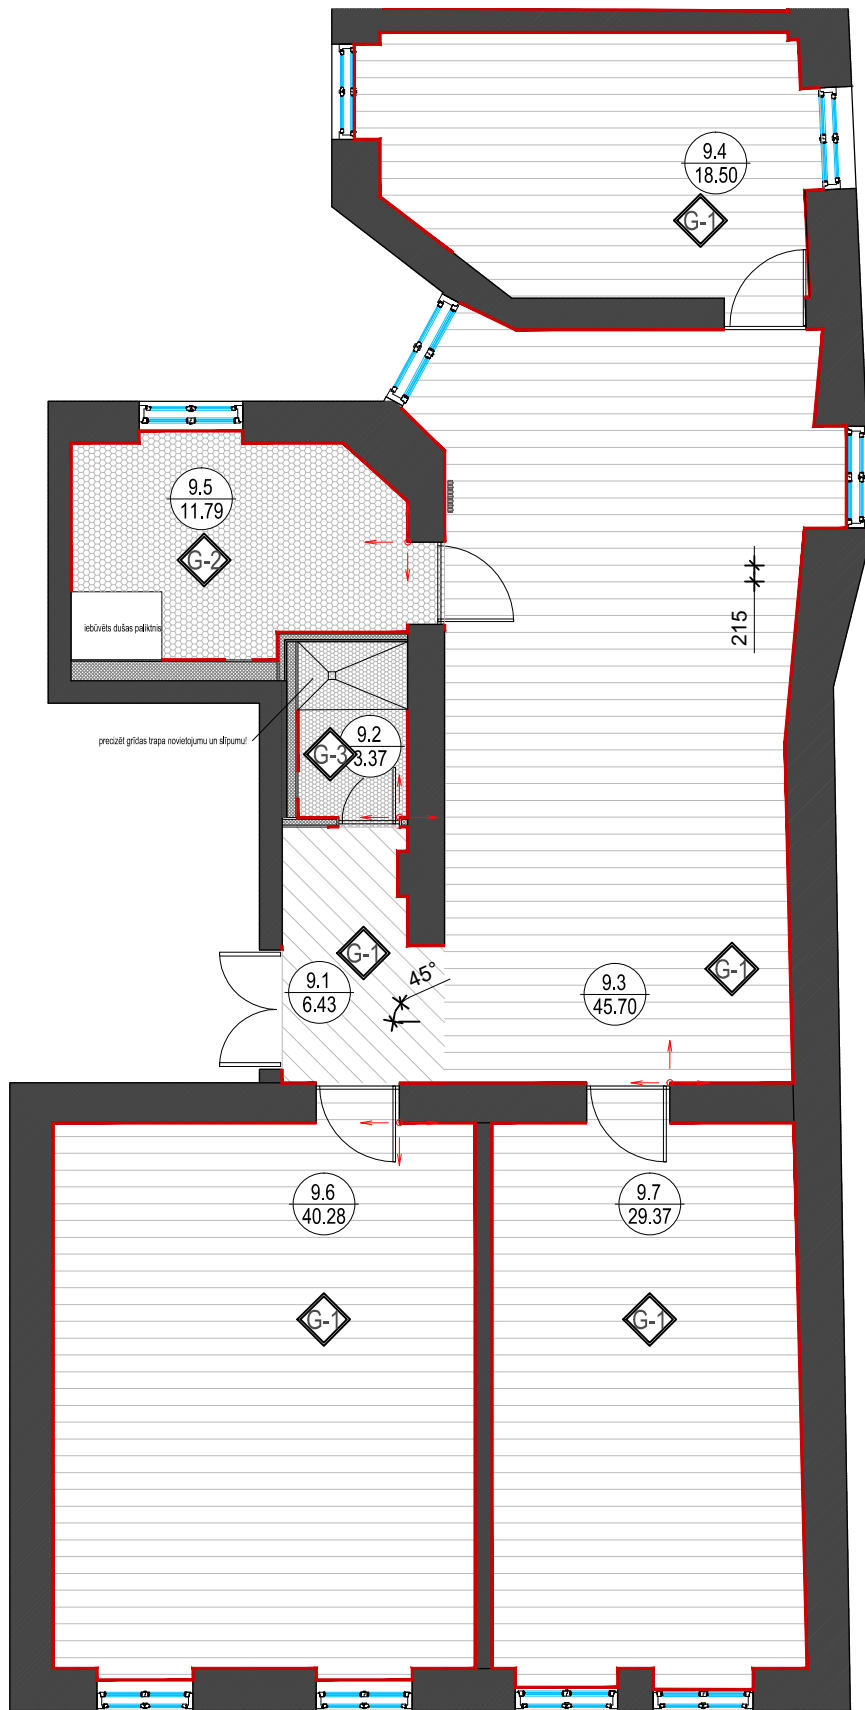 9.4
18.50
G-1
9.5
11.79
G-2
iebūvēts dušas paliktnis
215
precizēt grīdas trapa novietojumu un slīpumu!
9.2
3.37
G-3
G-1
45°
9.1
6.43
9.3
45.70
G-1
9.6
40.28
G-1
9.7
29.37
G-1